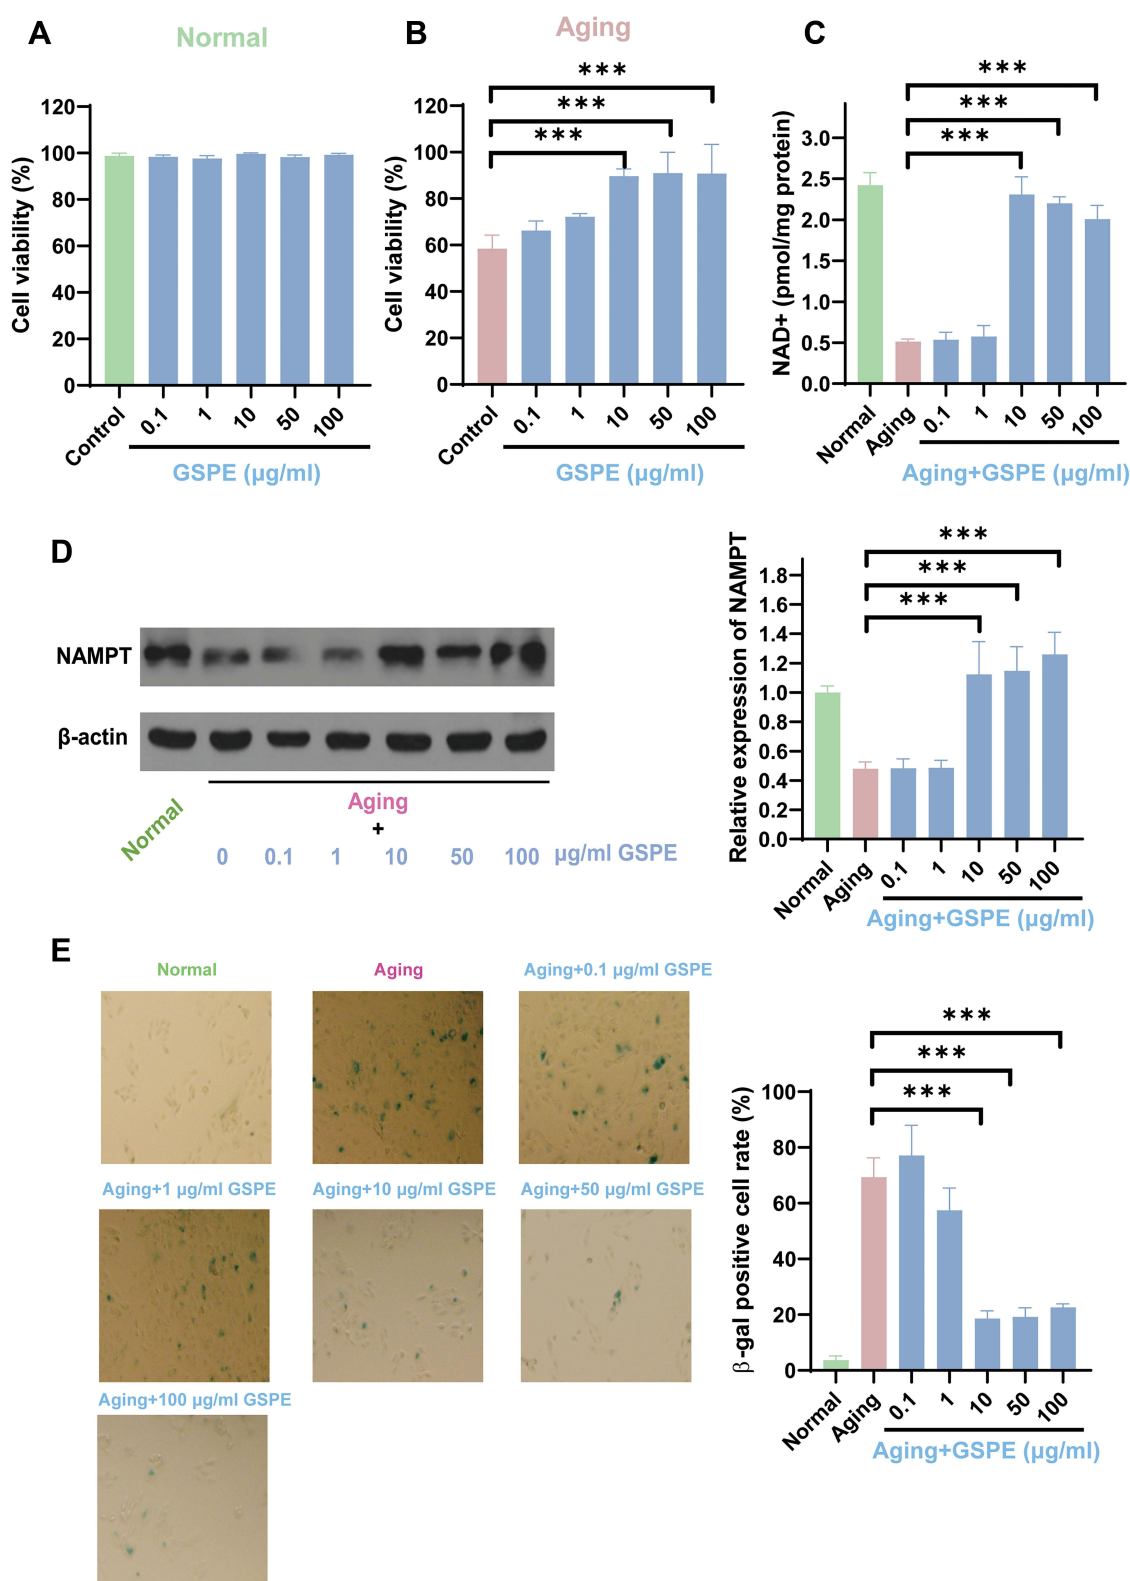 A
Normal
Cell viability (%)
120
100
80
60
40
20
0
Control
0.1
1
10
50
100
GSPE (μg/ml)
B
Aging
Cell viability (%)
120
100
80
60
40
20
0
***
***
***
Control
0.1
1
10
50
100
GSPE (μg/ml)
C
NAD+ (pmol/mg protein)
3.0
2.5
2.0
1.5
1.0
0.5
0.0
***
***
***
Normal
Aging
0.1
1
10
50
100
Aging+GSPE (μg/ml)
D
NAMPT
β-actin
Normal
Aging
+
0 0.1 1 10 50 100 μg/ml GSPE
Relative expression of NAMPT
1.8
1.6
1.4
1.2
1.0
0.8
0.6
0.4
0.2
0.0
***
***
***
Normal
Aging
0.1
1
10
50
100
Aging+GSPE (μg/ml)
E
Normal
Aging
Aging+0.1 μg/ml GSPE
Aging+1 μg/ml GSPE
Aging+10 μg/ml GSPE
Aging+50 μg/ml GSPE
Aging+100 μg/ml GSPE
β-gal positive cell rate (%)
100
80
60
40
20
0
***
***
***
Normal
Aging
0.1
1
10
50
100
Aging+GSPE (μg/ml)